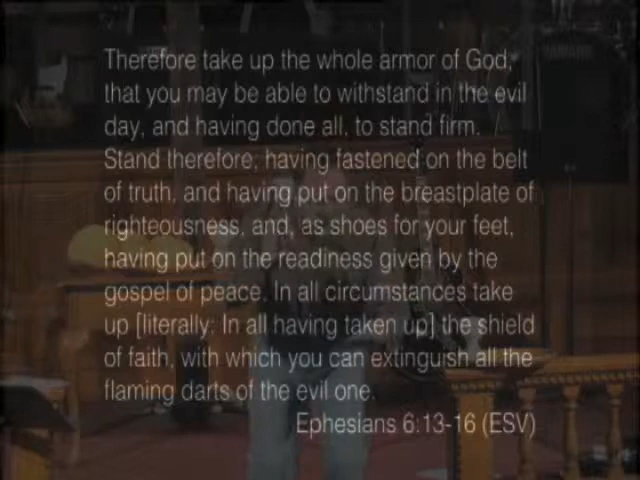 Therefore take up the whole armor of God,
that you may be able to withstand in the evil
day, and having done all, to stand firm.
Stand therefore, having fastened on the belt
of truth, and having put on the breastplate of
righteousness, and, as shoes for your feet,
having put on the readiness given by the
gospel of peace. In all circumstances take
up [literally: In all having taken up] the shield
of faith, with which you can extinguish all the
flaming darts of the evil one.
Ephesians 6:13-16 (ESV)
YAMAHA